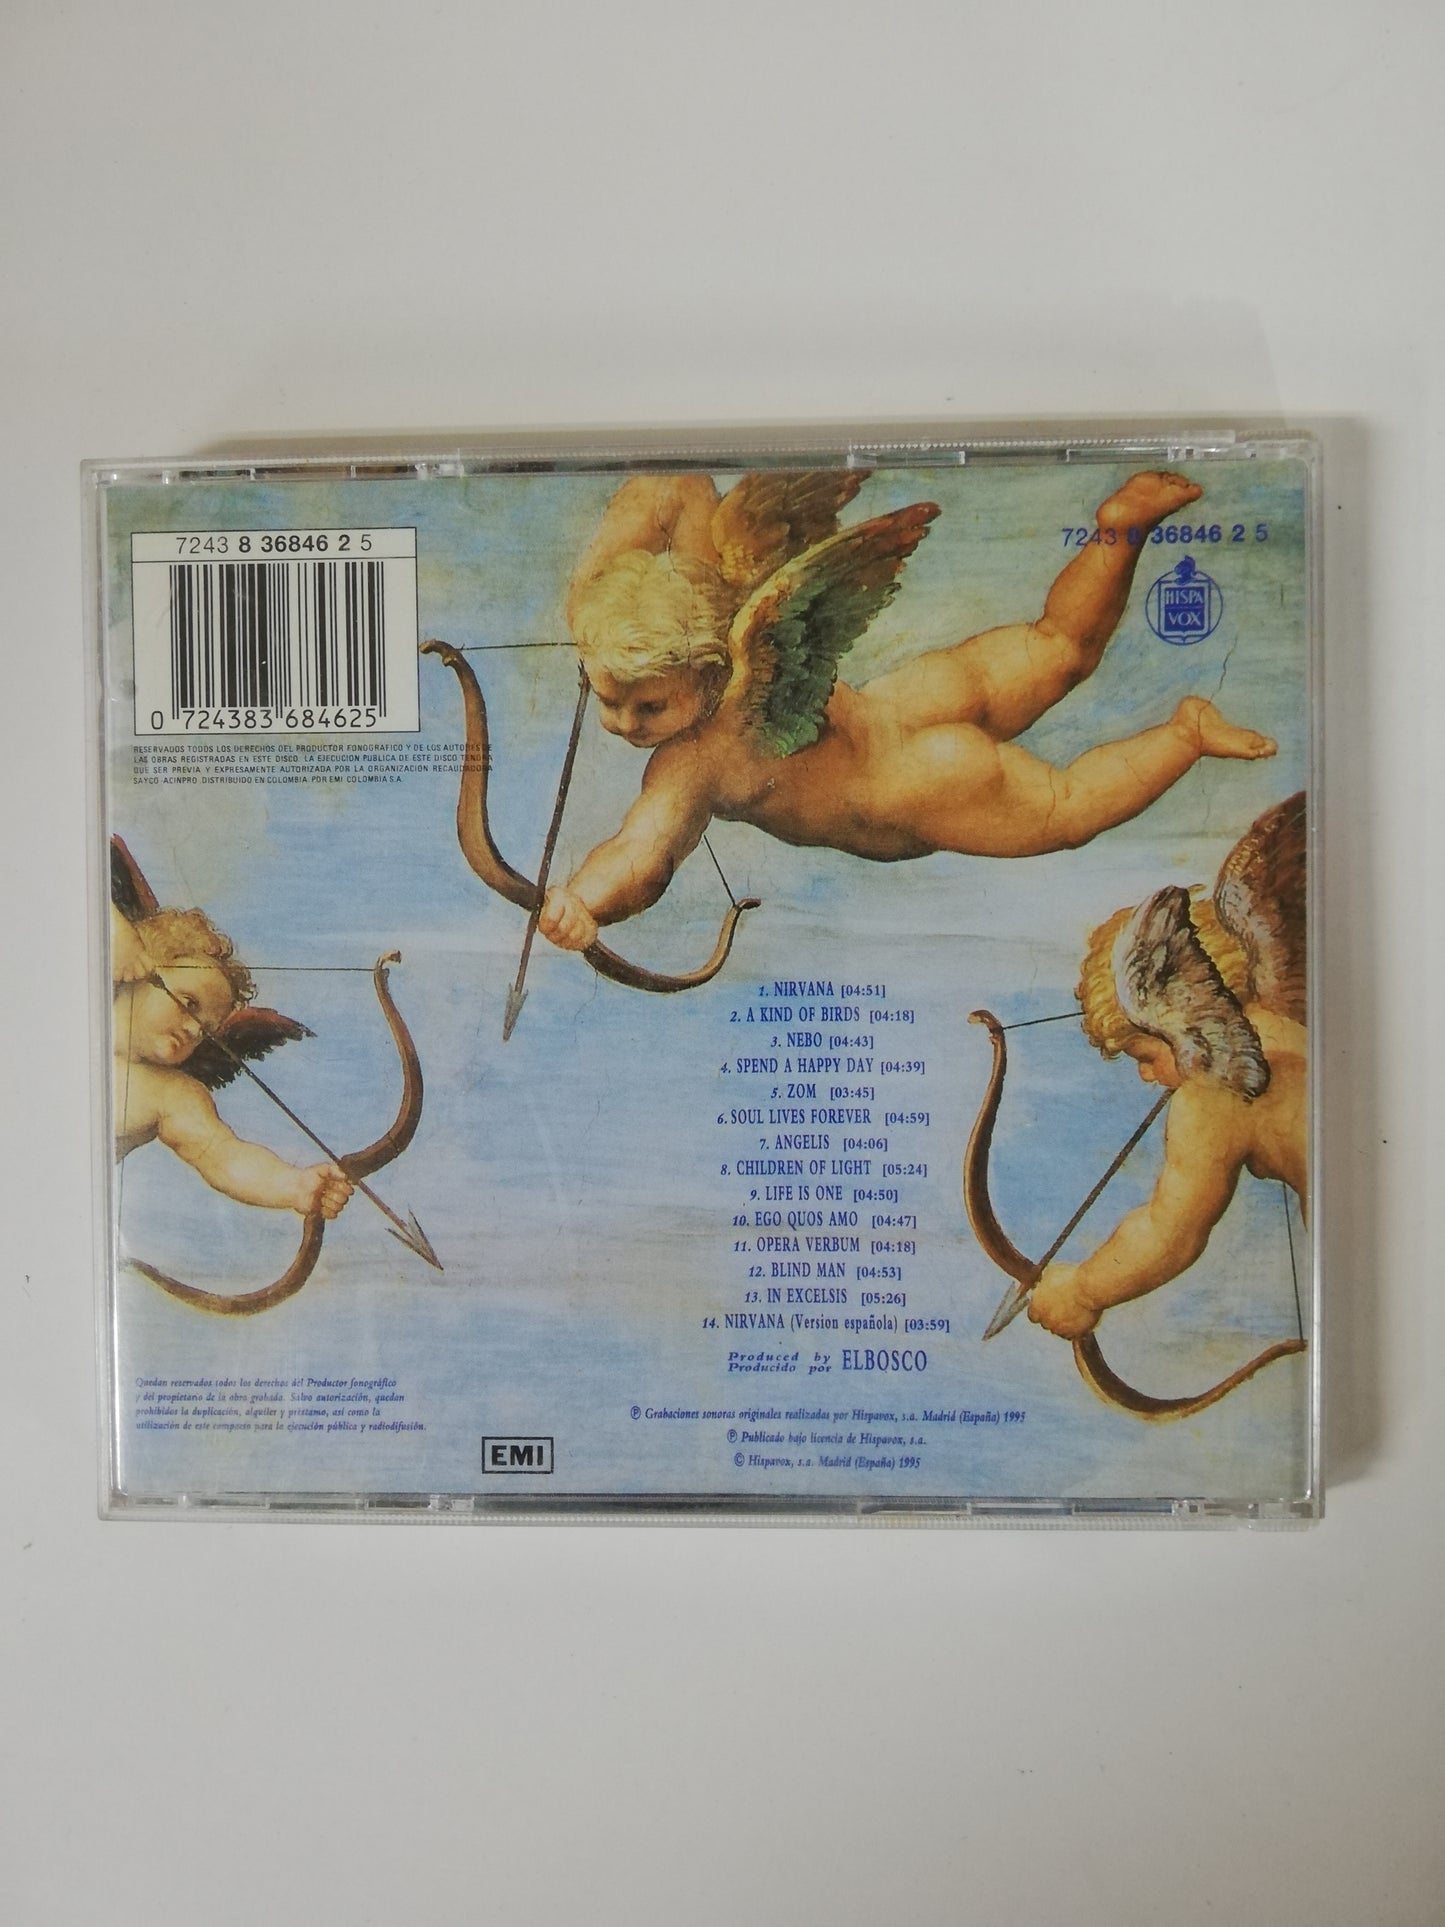 7243 8 36846 2 5
0 724383 684625
RESERVADOS TODOS LOS DERECHOS DEL PRODUCTOR FONOGRAFICO Y DE LOS AUTORES DE
LAS OBRAS REGISTRADAS EN ESTE DISCO. LA EJECUCION PUBLICA DE ESTE DISCO TENDRA
QUE SER PREVIA Y EXPRESAMENTE AUTORIZADA POR LA ORGANIZACION RECAUDADORA
SAYCO-ACINPRO. DISTRIBUIDO EN COLOMBIA POR EMI COLOMBIA S.A.
7243 8 36846 2 5
HISPA
VOX
1. NIRVANA [04:51]
2. A KIND OF BIRDS [04:18]
3. NEBO [04:43]
4. SPEND A HAPPY DAY [04:39]
5. ZOM [03:45]
6. SOUL LIVES FOREVER [04:59]
7. ANGELIS [04:06]
8. CHILDREN OF LIGHT [05:24]
9. LIFE IS ONE [04:50]
10. EGO QUOS AMO [04:47]
11. OPERA VERBUM [04:18]
12. BLIND MAN [04:53]
13. IN EXCELSIS [05:26]
14. NIRVANA (Version española) [03:59]
Produced by
Producido por ELBOSCO
Quedan reservados todos los derechos del Productor fonográfico
y del propietario de la obra grabada. Salvo autorización, quedan
prohibidos la duplicación, alquiler y préstamo, así como la
utilización de este compacto para la ejecución pública y radiodifusión.
EMI
℗ Grabaciones sonoras originales realizadas por Hispavox, s.a. Madrid (España) 1995
℗ Publicado bajo licencia de Hispavox, s.a.
© Hispavox, s.a. Madrid (España) 1995